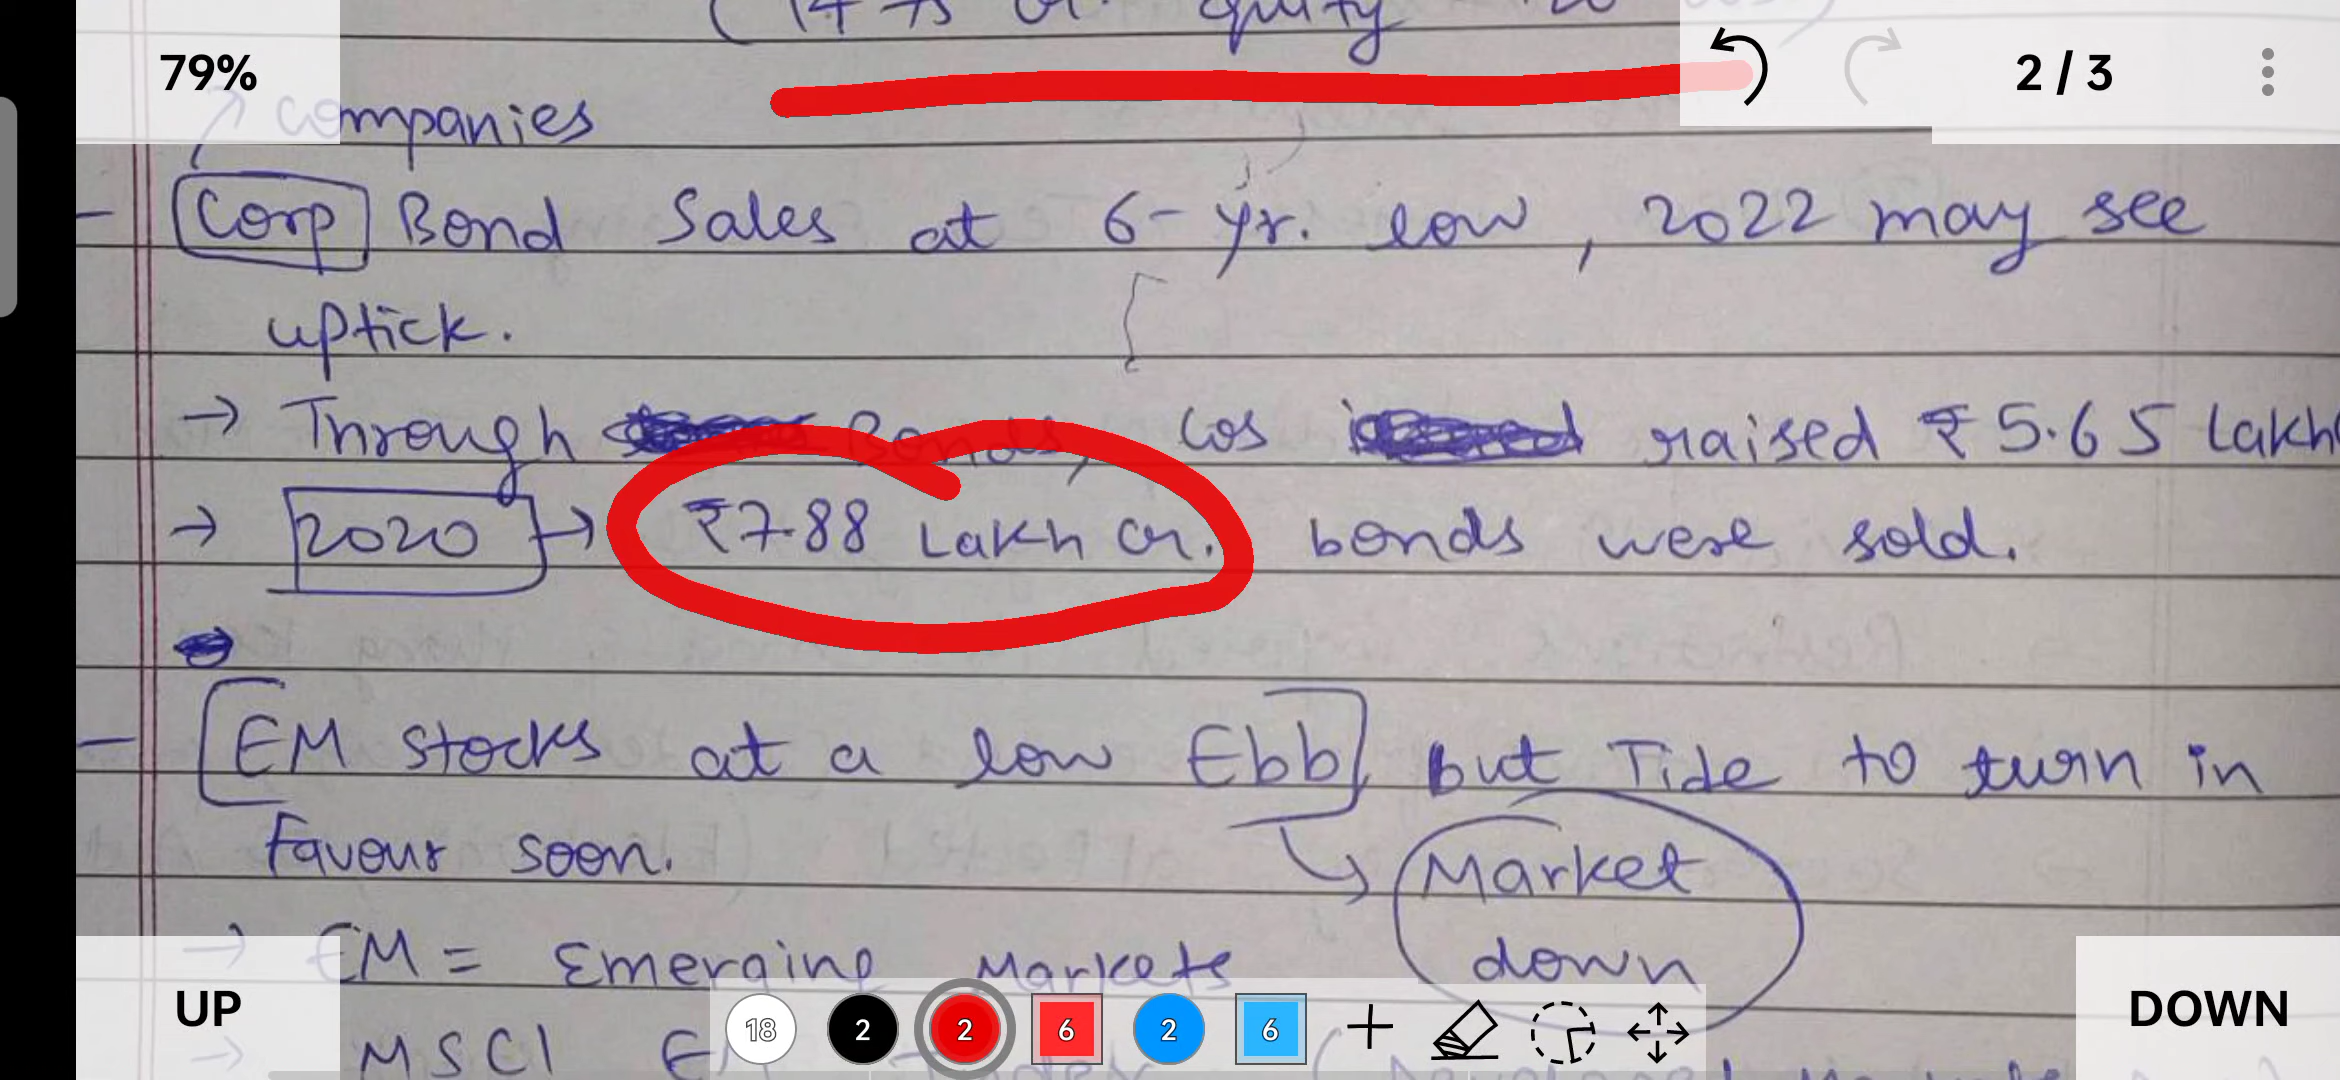 79%
2 / 3
companies
- Corp Bond Sales at 6-yr. low, 2022 may see
uptick.
→ Through Bonds, Cos raised ₹5.65 Lakh
→ 2020 → ₹7.88 Lakh Cr. bonds were sold.
- [EM stocks at a low Ebb] but Tide to turn in
favour soon.
Market
down
→ EM = Emerging Markets
→ MSCI
UP
DOWN
18 2 2 6 2 6